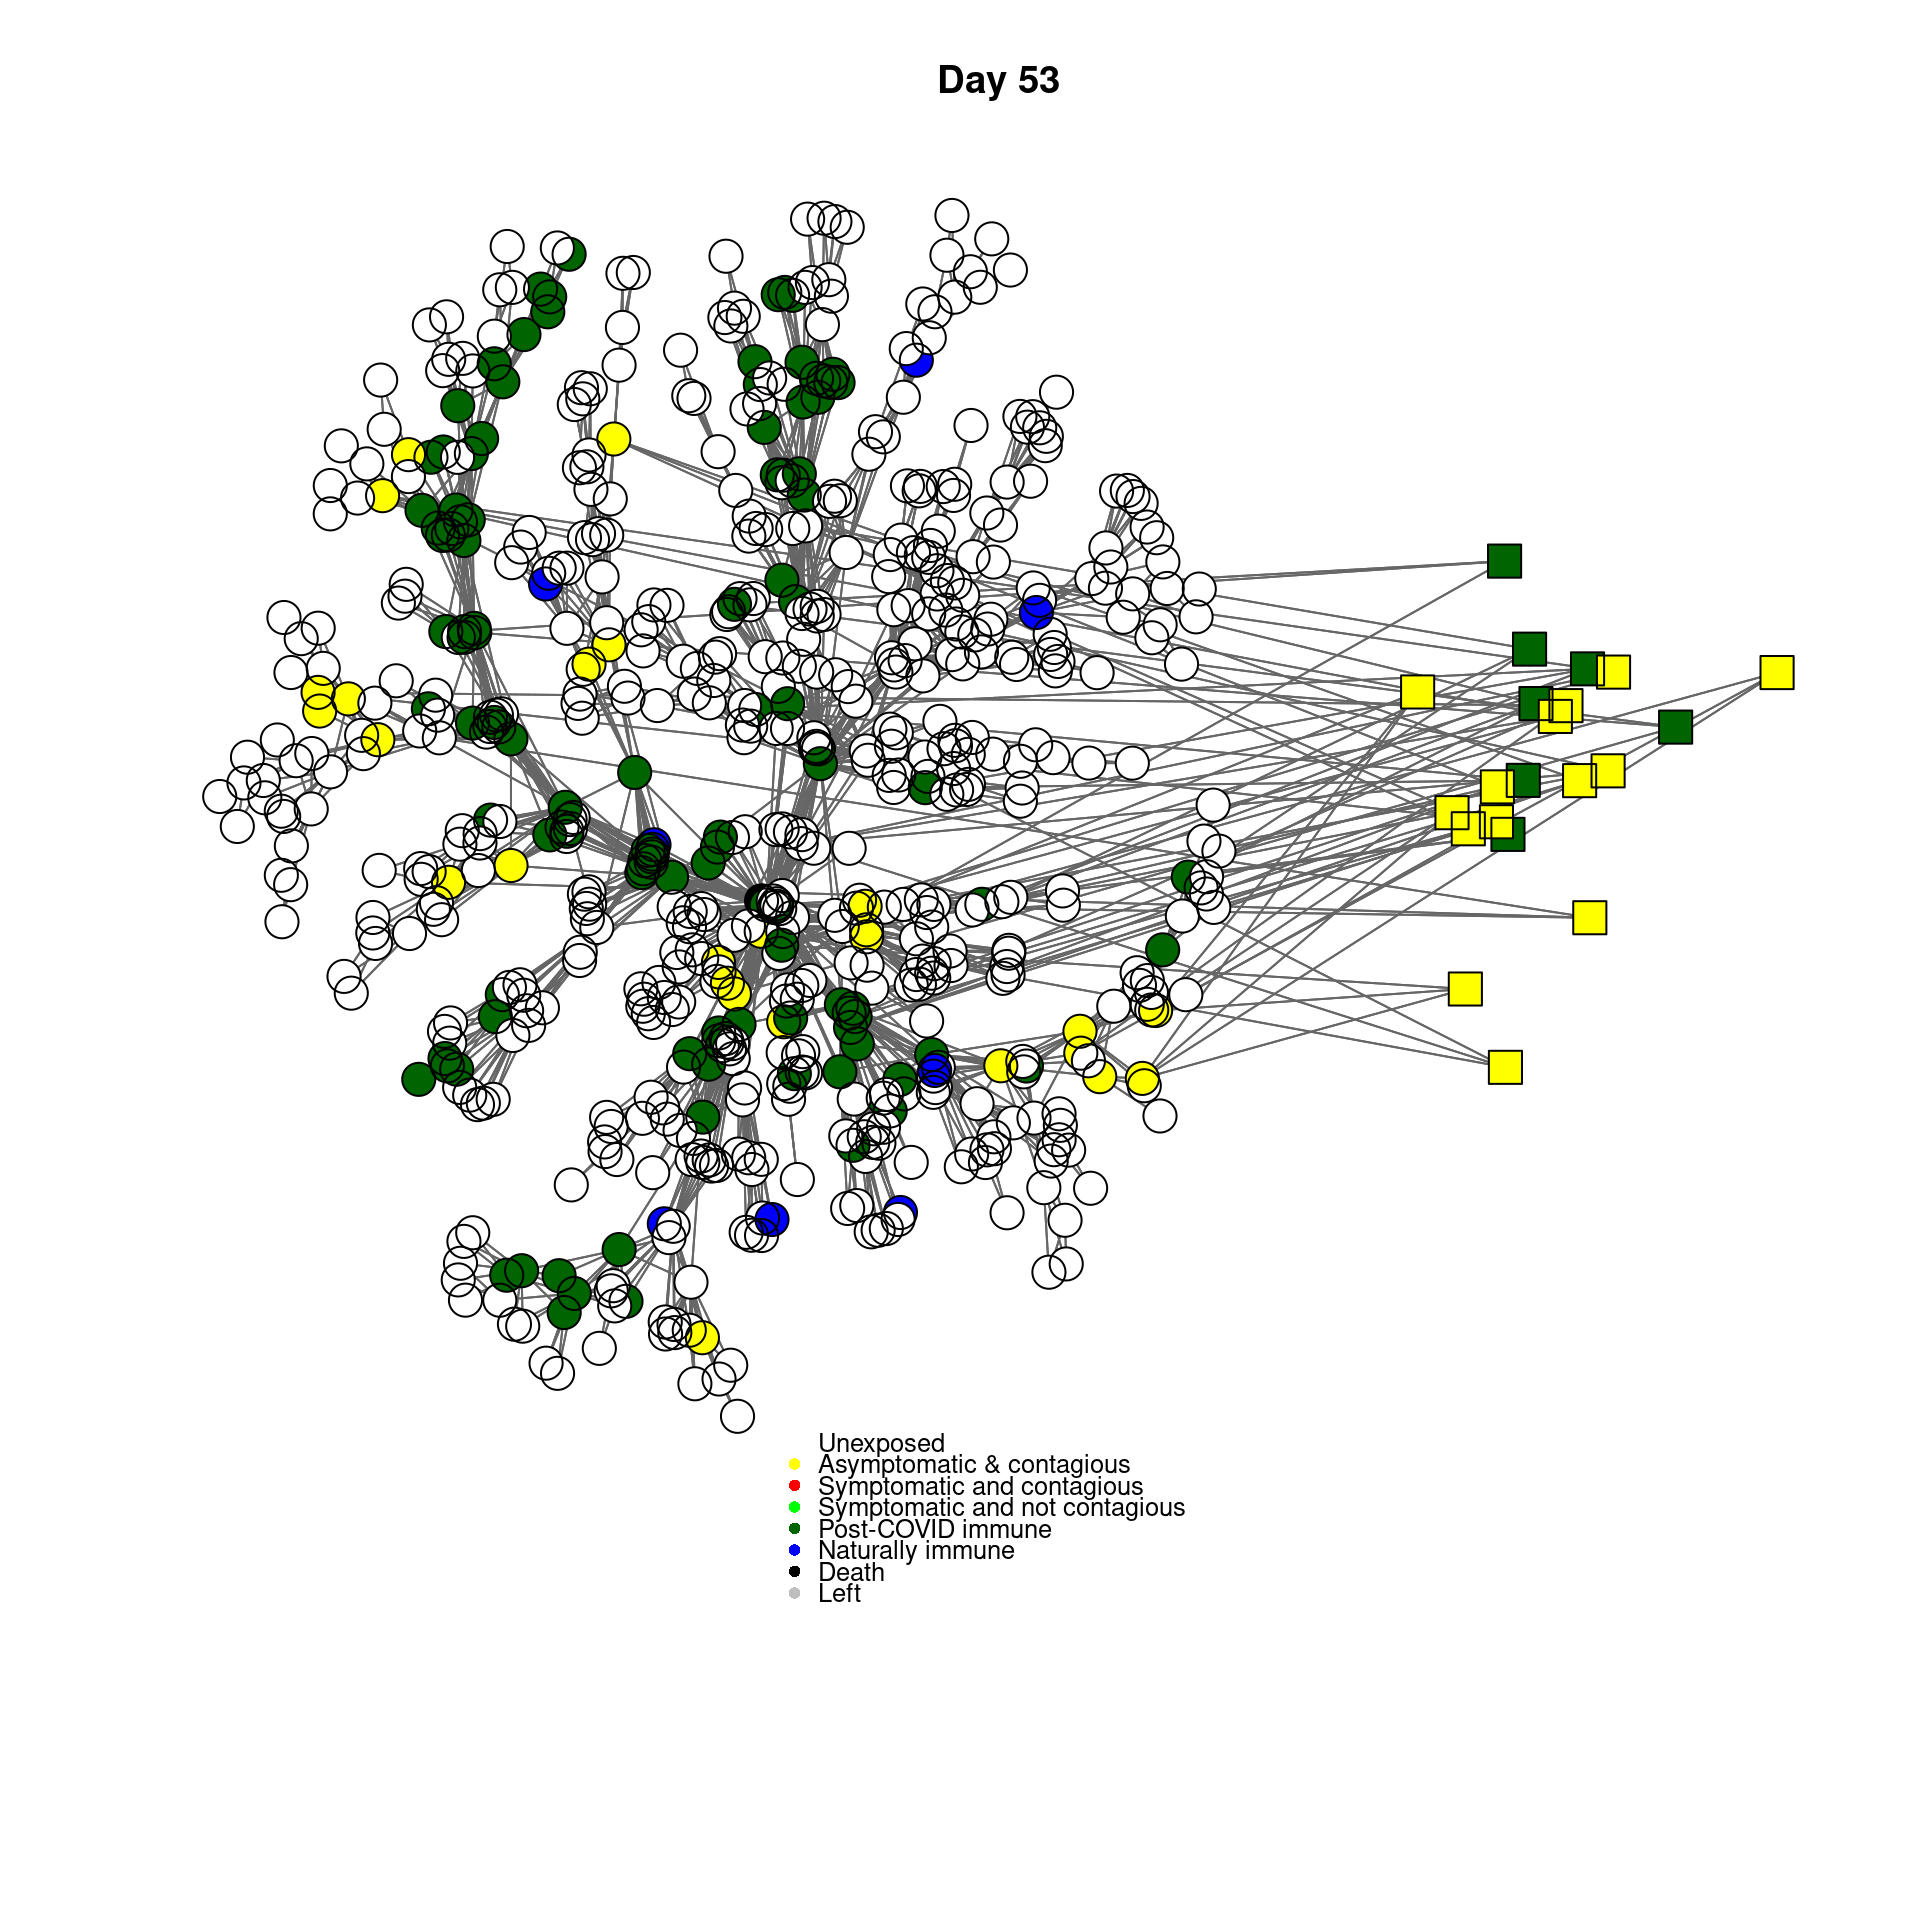 Day 53
Unexposed
Asymptomatic & contagious
Symptomatic and contagious
Symptomatic and not contagious
Post-COVID immune
Naturally immune
Death
Left